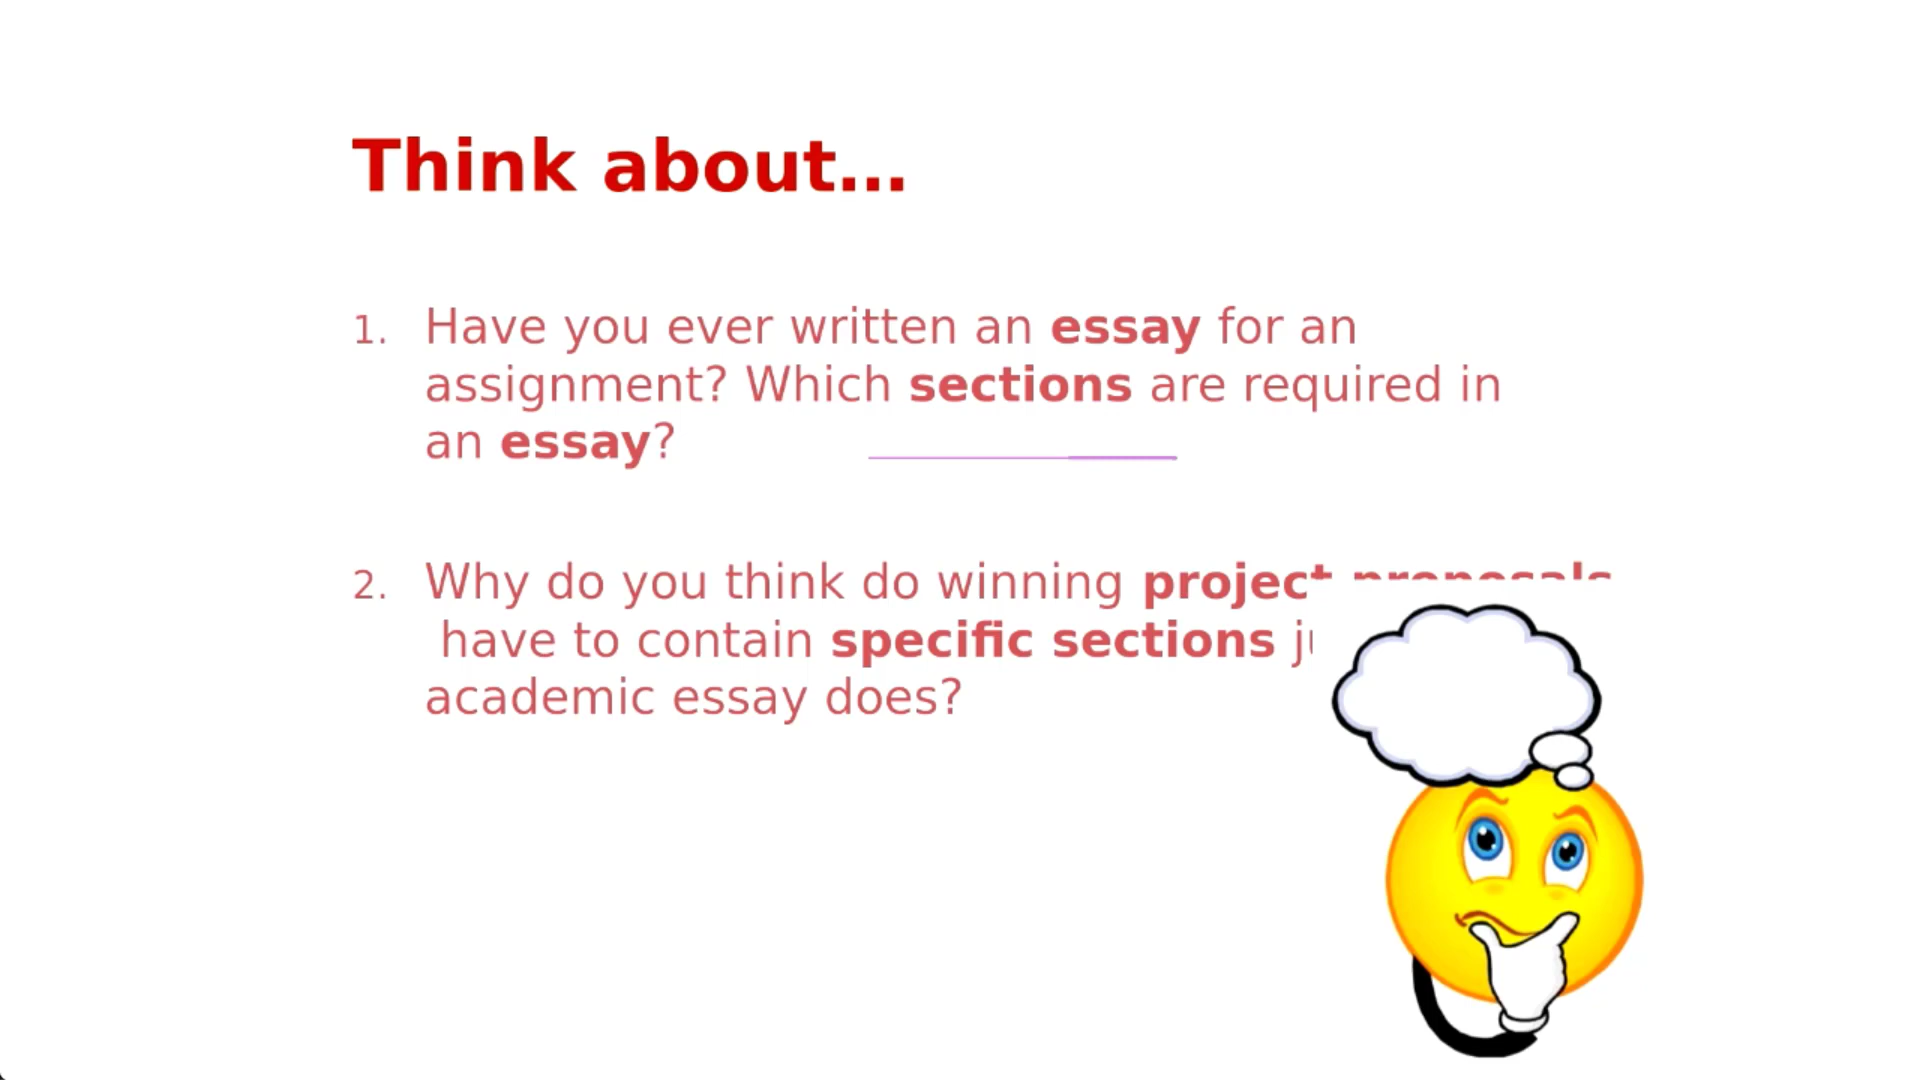 Think about...
1. Have you ever written an essay for an
assignment? Which sections are required in
an essay?
2. Why do you think do winning project proposals
have to contain specific sections
academic essay does?